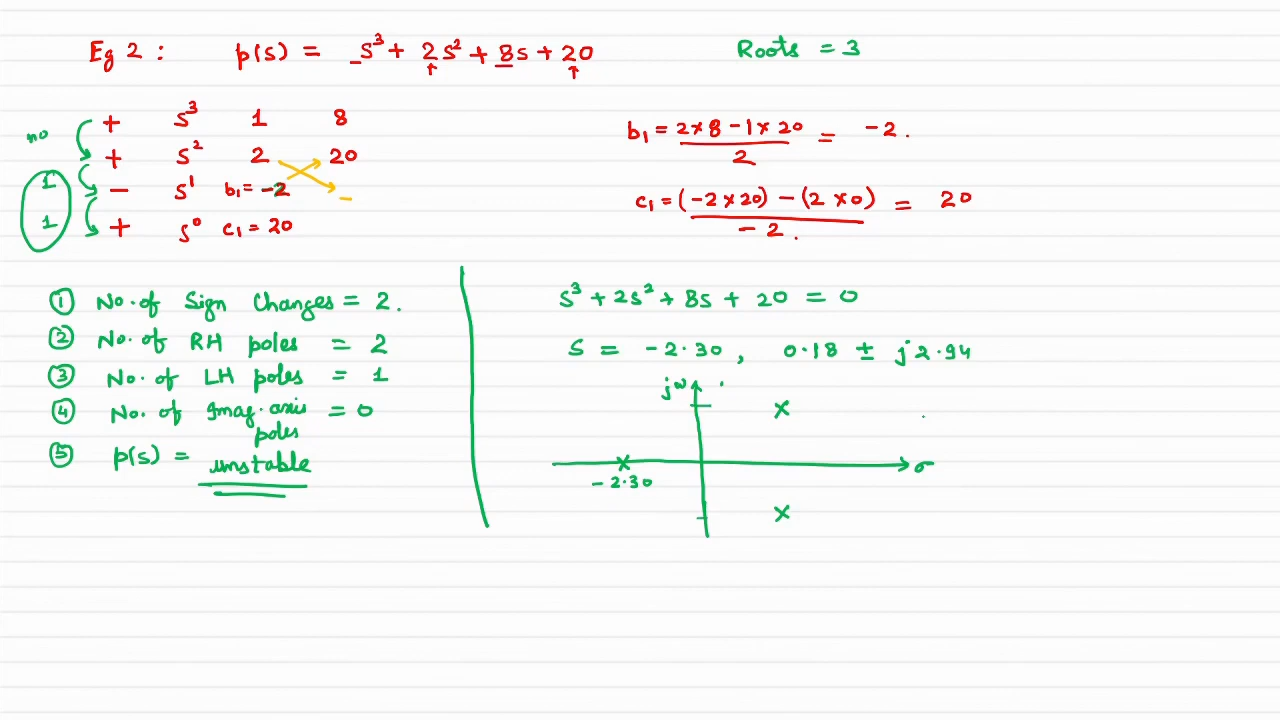 Eg 2 : p(s) = s³ + 2s² + 8s + 20
Roots = 3
+ s³ 1 8
no
+ s² 2 20
1 − s¹ b₁ = -2 −
1 + s⁰ c₁ = 20
b₁ = (2×8 − 1×20)/2 = -2.
c₁ = ((-2×20) − (2×0))/-2. = 20
① No. of Sign Changes = 2.
② No. of RH poles = 2
③ No. of LH poles = 1
④ No. of Imag. axis = 0
poles
⑤ p(s) = unstable
s³ + 2s² + 8s + 20 = 0
s = -2.30, 0.18 ± j2.94
jω
σ
-2.30